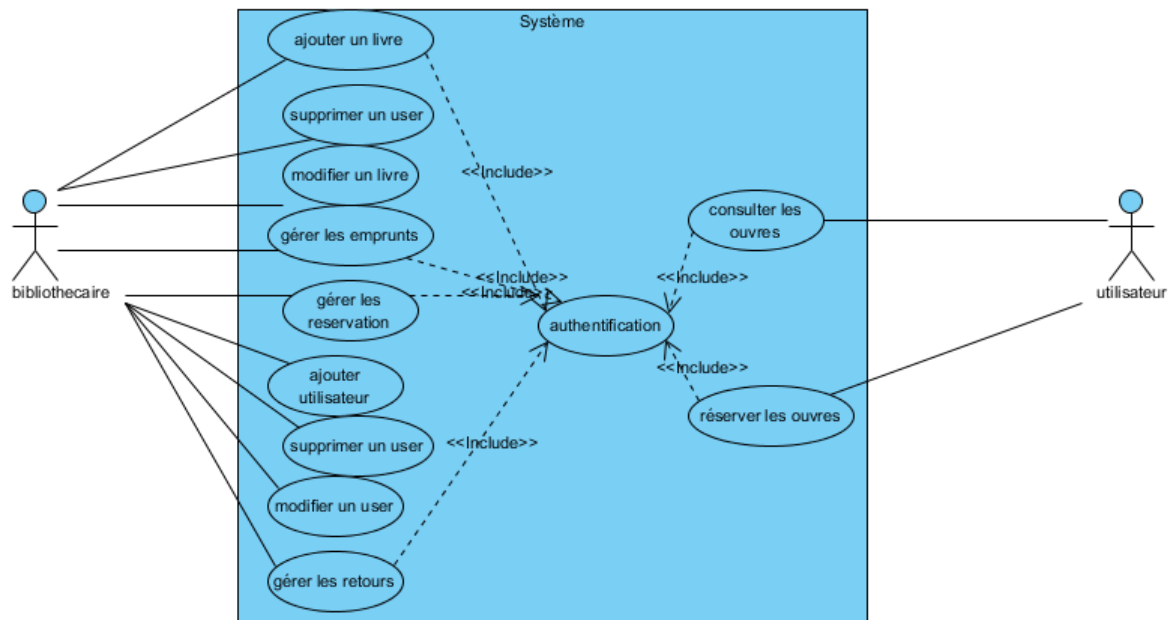 Système
ajouter un livre
supprimer un user
<<Include>>
modifier un livre
consulter les
ouvres
gérer les emprunts
<<Include>>
<<Include>>
<<Include>>
bibliothecaire
utilisateur
gérer les
reservation
authentification
<<Include>>
ajouter
utilisateur
réserver les ouvres
supprimer un user
<<Include>>
modifier un user
gérer les retours